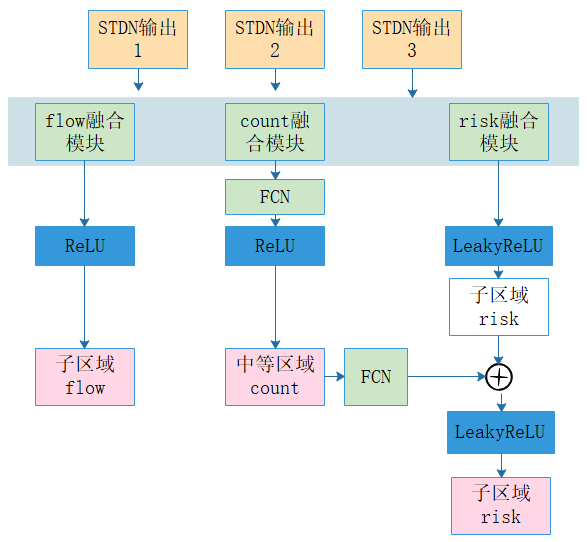 STDN输出
1
STDN输出
2
STDN输出
3
flow融合
模块
count融
合模块
risk融合
模块
FCN
ReLU
ReLU
LeakyReLU
子区域
risk
子区域
flow
中等区域
count
FCN
LeakyReLU
子区域
risk